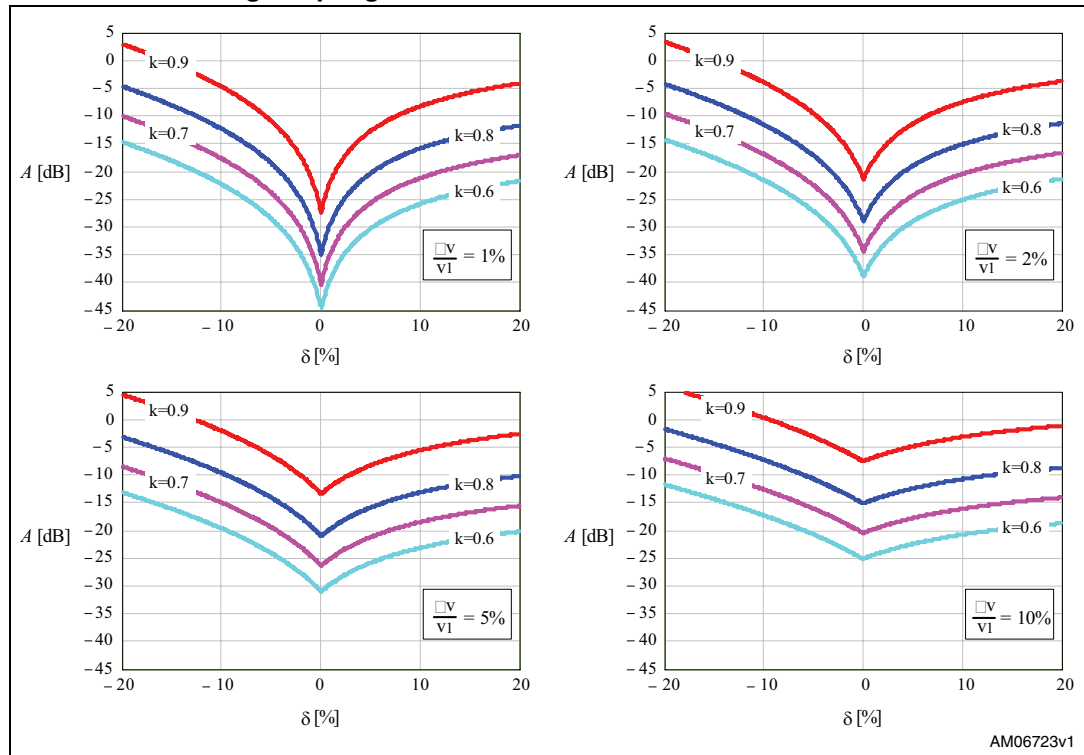 5
0
− 5
− 10
− 15
− 20
− 25
− 30
− 35
− 40
− 45
A [dB]
k=0.9
k=0.8
k=0.7
k=0.6
□v
v1
= 1%
− 20
− 10
0
10
20
δ [%]
5
0
− 5
− 10
− 15
− 20
− 25
− 30
− 35
− 40
− 45
A [dB]
k=0.9
k=0.8
k=0.7
k=0.6
□v
v1
= 2%
− 20
− 10
0
10
20
δ [%]
5
0
− 5
− 10
− 15
− 20
− 25
− 30
− 35
− 40
− 45
A [dB]
k=0.9
k=0.8
k=0.7
k=0.6
□v
v1
= 5%
− 20
− 10
0
10
20
δ [%]
5
0
− 5
− 10
− 15
− 20
− 25
− 30
− 35
− 40
− 45
A [dB]
k=0.9
k=0.8
k=0.7
k=0.6
□v
v1
= 10%
− 20
− 10
0
10
20
δ [%]
AM06723v1